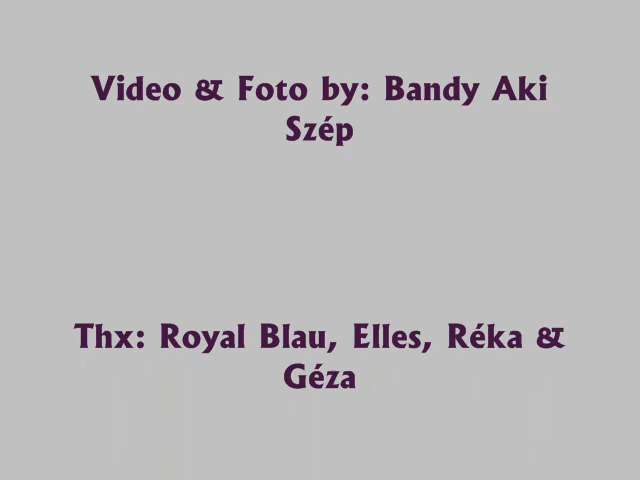 Video & Foto by: Bandy Aki
Szép
Thx: Royal Blau, Elles, Réka &
Géza